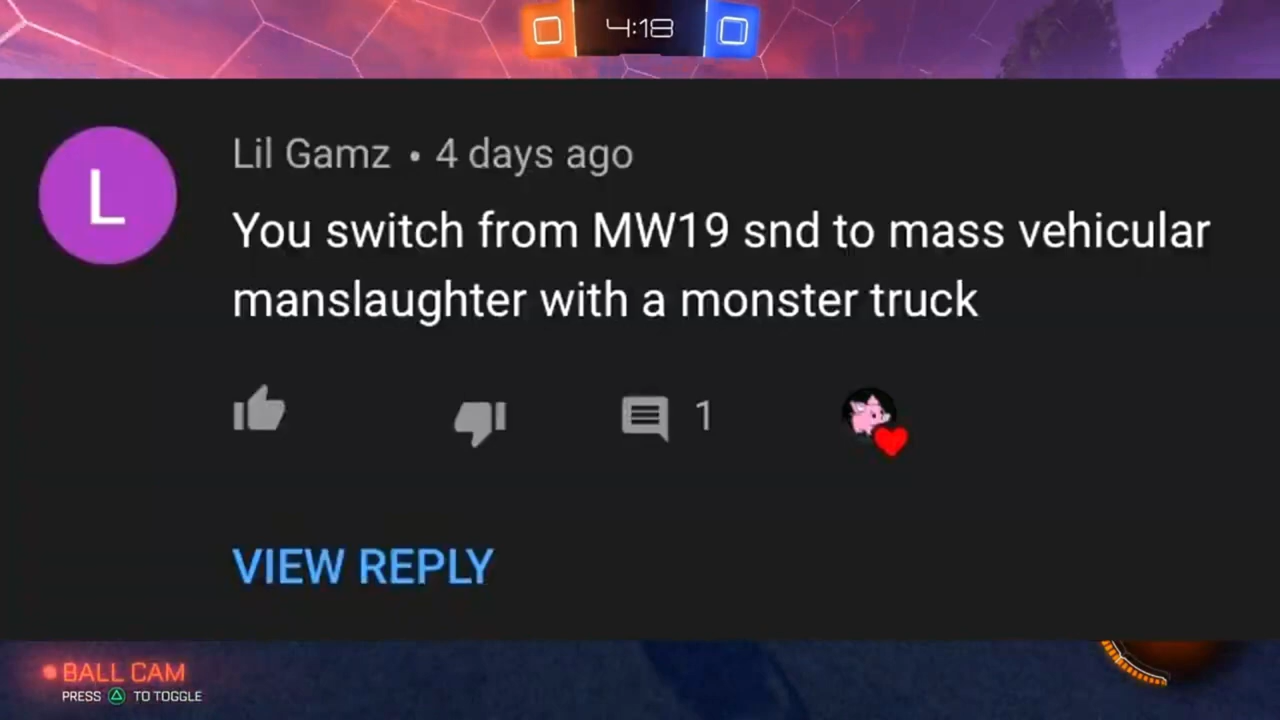 4:18
L
Lil Gamz • 4 days ago
You switch from MW19 snd to mass vehicular
manslaughter with a monster truck
1
VIEW REPLY
BALL CAM
PRESS TO TOGGLE